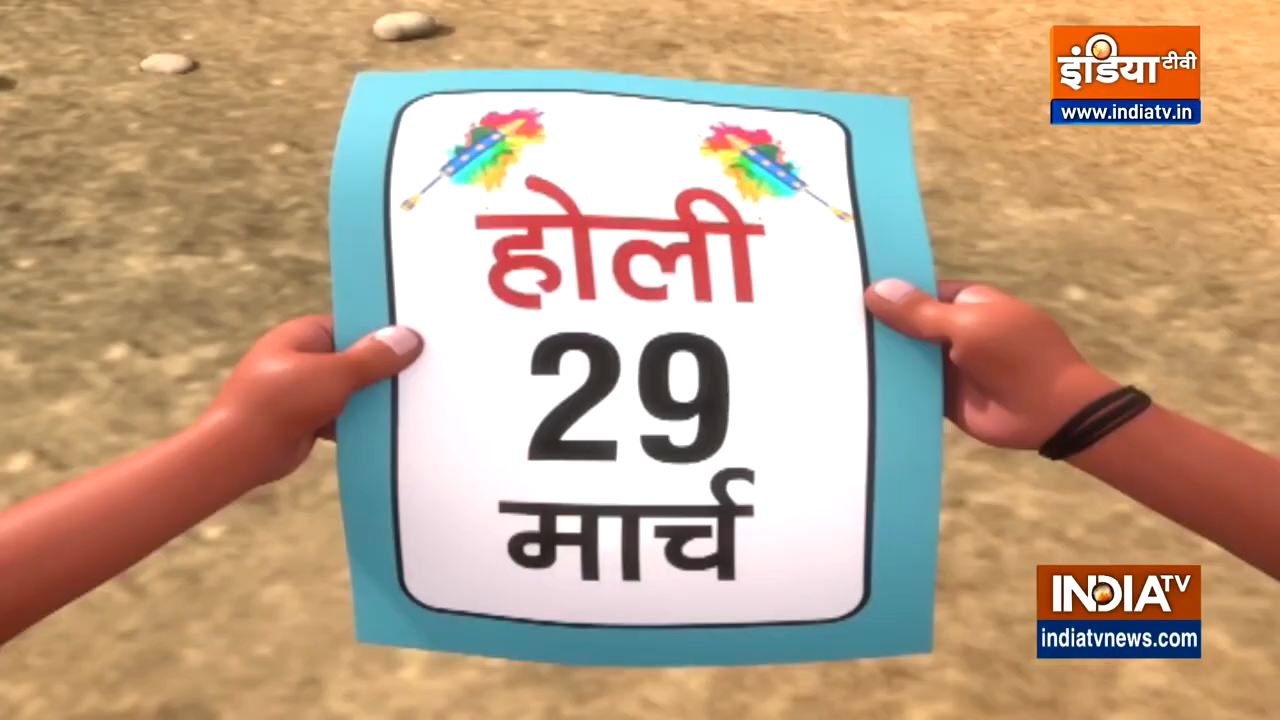 इंडिया टीवी
www.indiatv.in
होली
29
मार्च
INDIA TV
indiatvnews.com